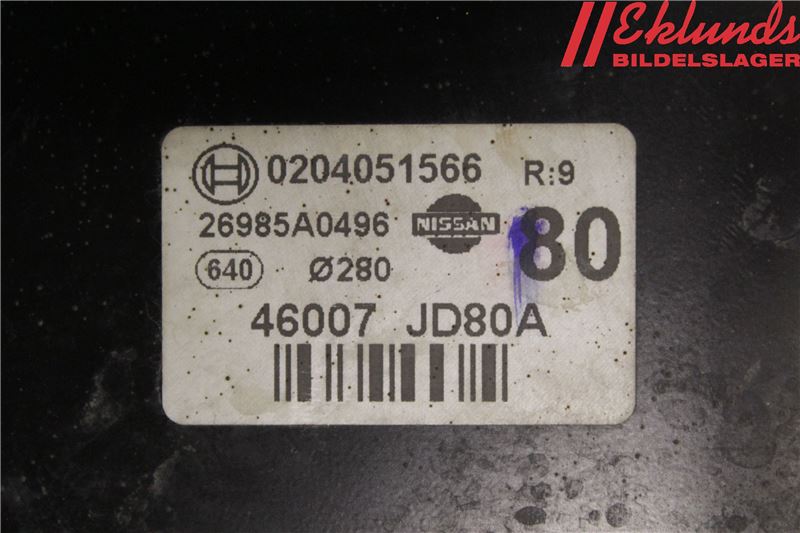 Eklunds
BILDELSLAGER
0204051566 R:9
26985A0496 NISSAN 80
640 Ø280
46007 JD80A